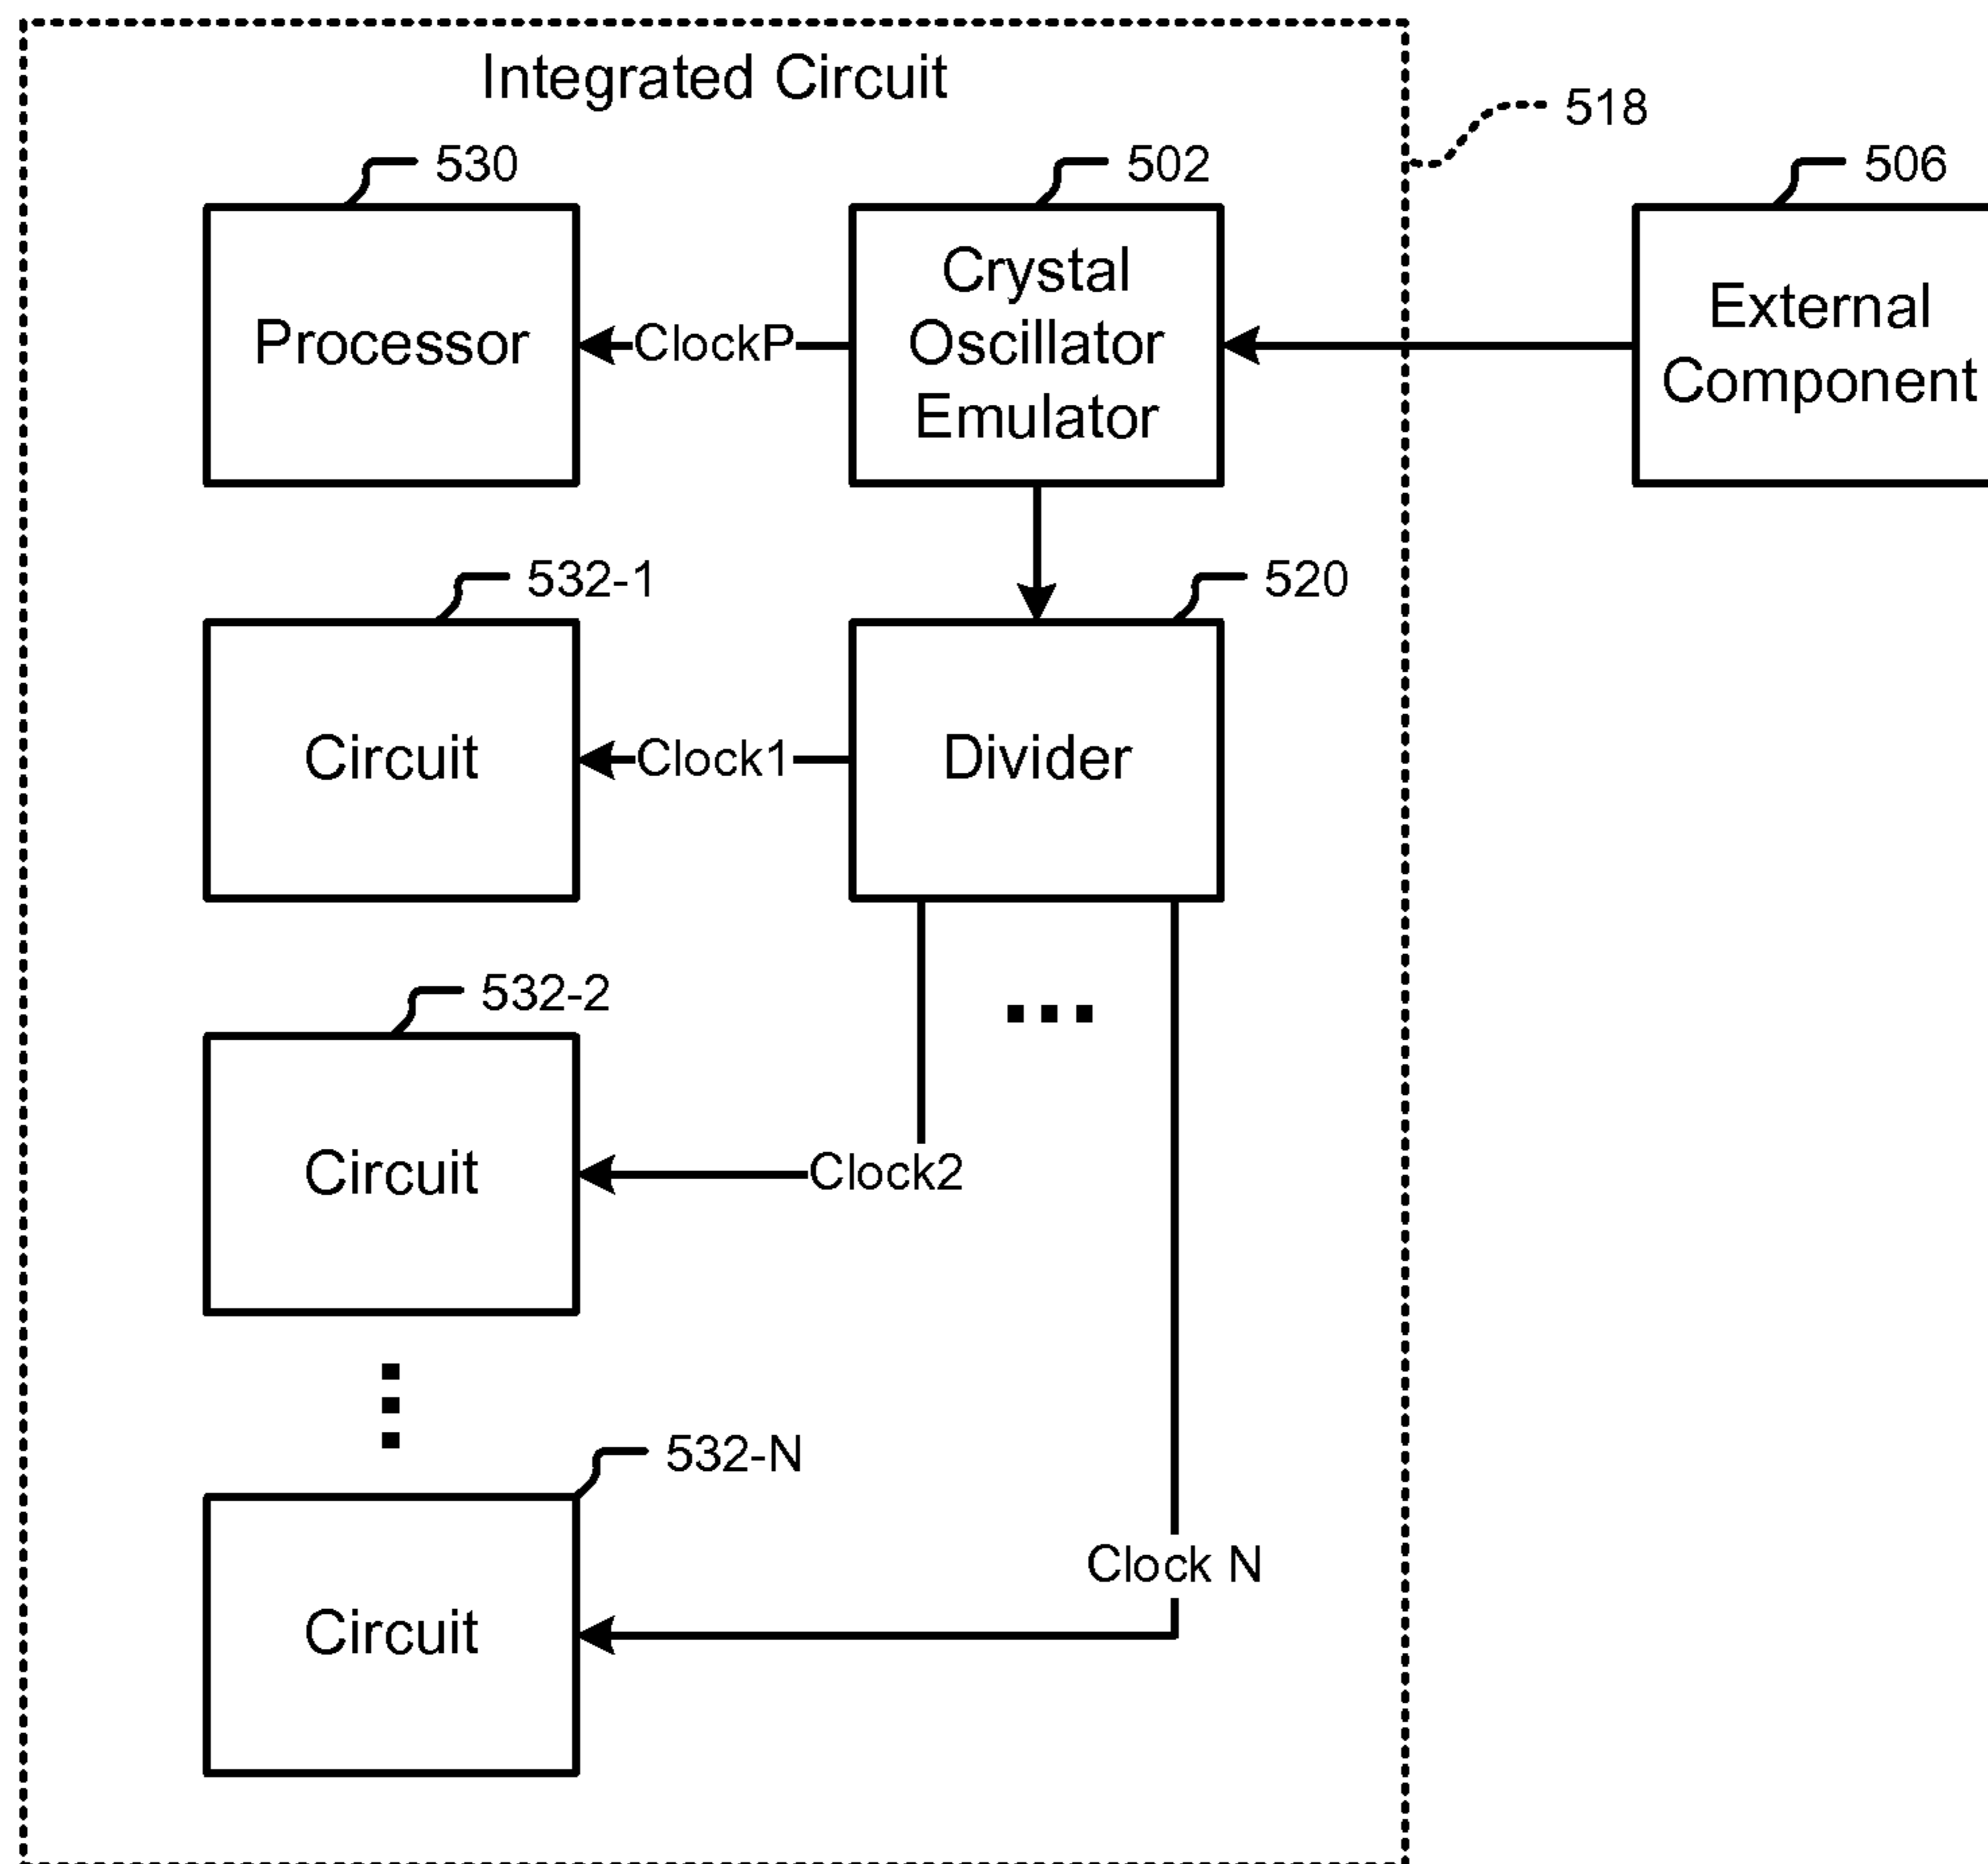 Integrated Circuit
518
530
502
506
Processor
ClockP
Crystal
Oscillator
Emulator
External
Component
532-1
520
Circuit
Clock1
Divider
532-2
Circuit
Clock2
532-N
Clock N
Circuit